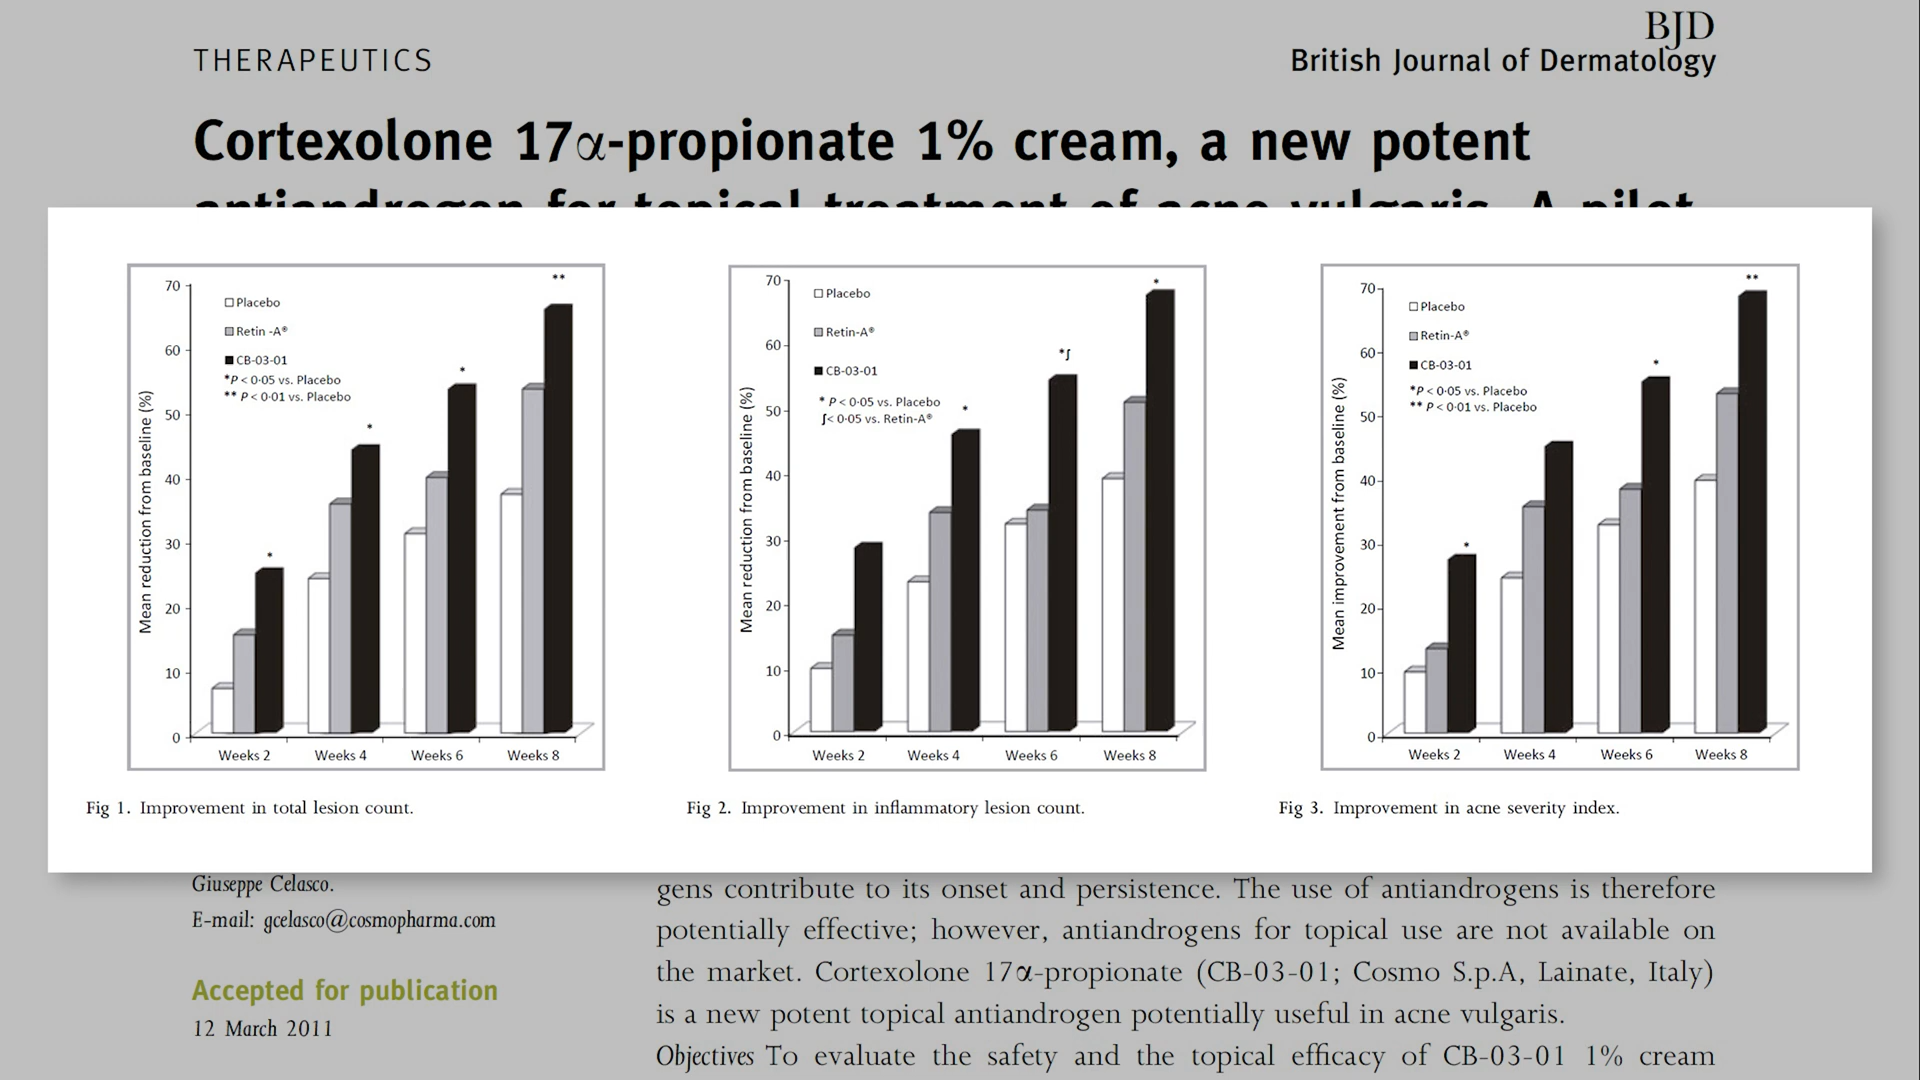 BJD
THERAPEUTICS
British Journal of Dermatology
Cortexolone 17α-propionate 1% cream, a new potent
antiandrogen for topical treatment of acne vulgaris. A pilot
70
60
50
40
30
20
10
0
Mean reduction from baseline (%)
Placebo
Retin -A®
CB-03-01
*P < 0·05 vs. Placebo
** P < 0·01 vs. Placebo
*
*
*
**
Weeks 2
Weeks 4
Weeks 6
Weeks 8
Fig 1. Improvement in total lesion count.
70
60
50
40
30
20
10
0
Mean reduction from baseline (%)
Placebo
Retin-A®
CB-03-01
* P < 0·05 vs. Placebo
∫< 0·05 vs. Retin-A®
*
*∫
*
Weeks 2
Weeks 4
Weeks 6
Weeks 8
Fig 2. Improvement in inflammatory lesion count.
70
60
50
40
30
20
10
0
Mean improvement from baseline (%)
Placebo
Retin-A®
CB-03-01
*P < 0·05 vs. Placebo
** P < 0·01 vs. Placebo
*
*
**
Weeks 2
Weeks 4
Weeks 6
Weeks 8
Fig 3. Improvement in acne severity index.
Giuseppe Celasco.
E-mail: gcelasco@cosmopharma.com
Accepted for publication
12 March 2011
gens contribute to its onset and persistence. The use of antiandrogens is therefore
potentially effective; however, antiandrogens for topical use are not available on
the market. Cortexolone 17α-propionate (CB-03-01; Cosmo S.p.A, Lainate, Italy)
is a new potent topical antiandrogen potentially useful in acne vulgaris.
Objectives To evaluate the safety and the topical efficacy of CB-03-01 1% cream